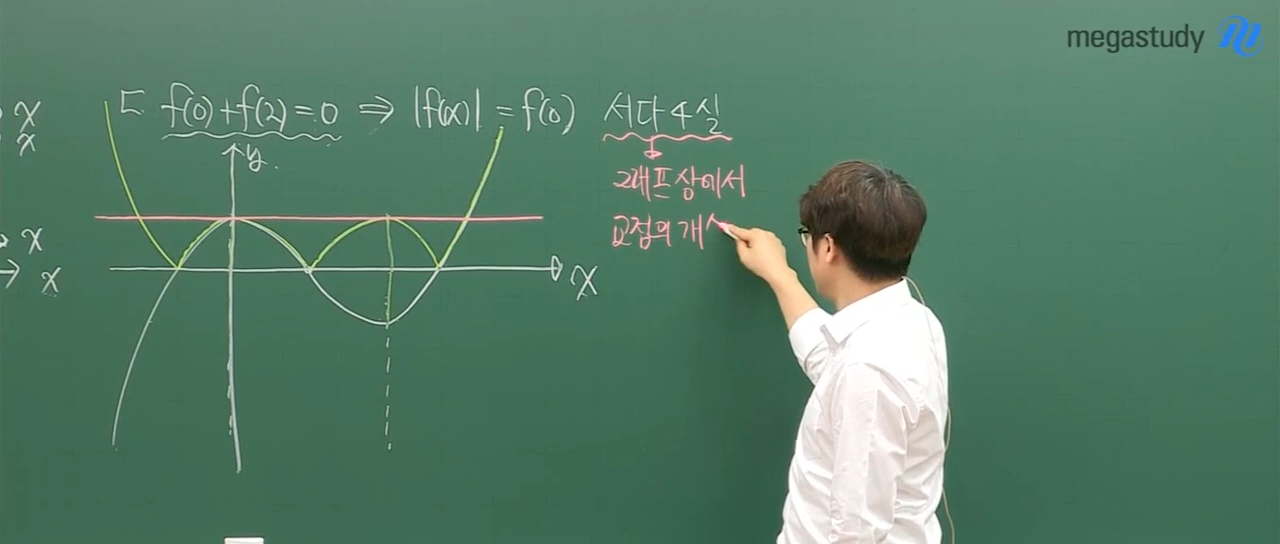 megastudy
ㄷ f(0)+f(2)=0 ⇒ |f(x)| = f(0) 서다4실
y
그래프상에서
교점의 개
x
x
x
x
x